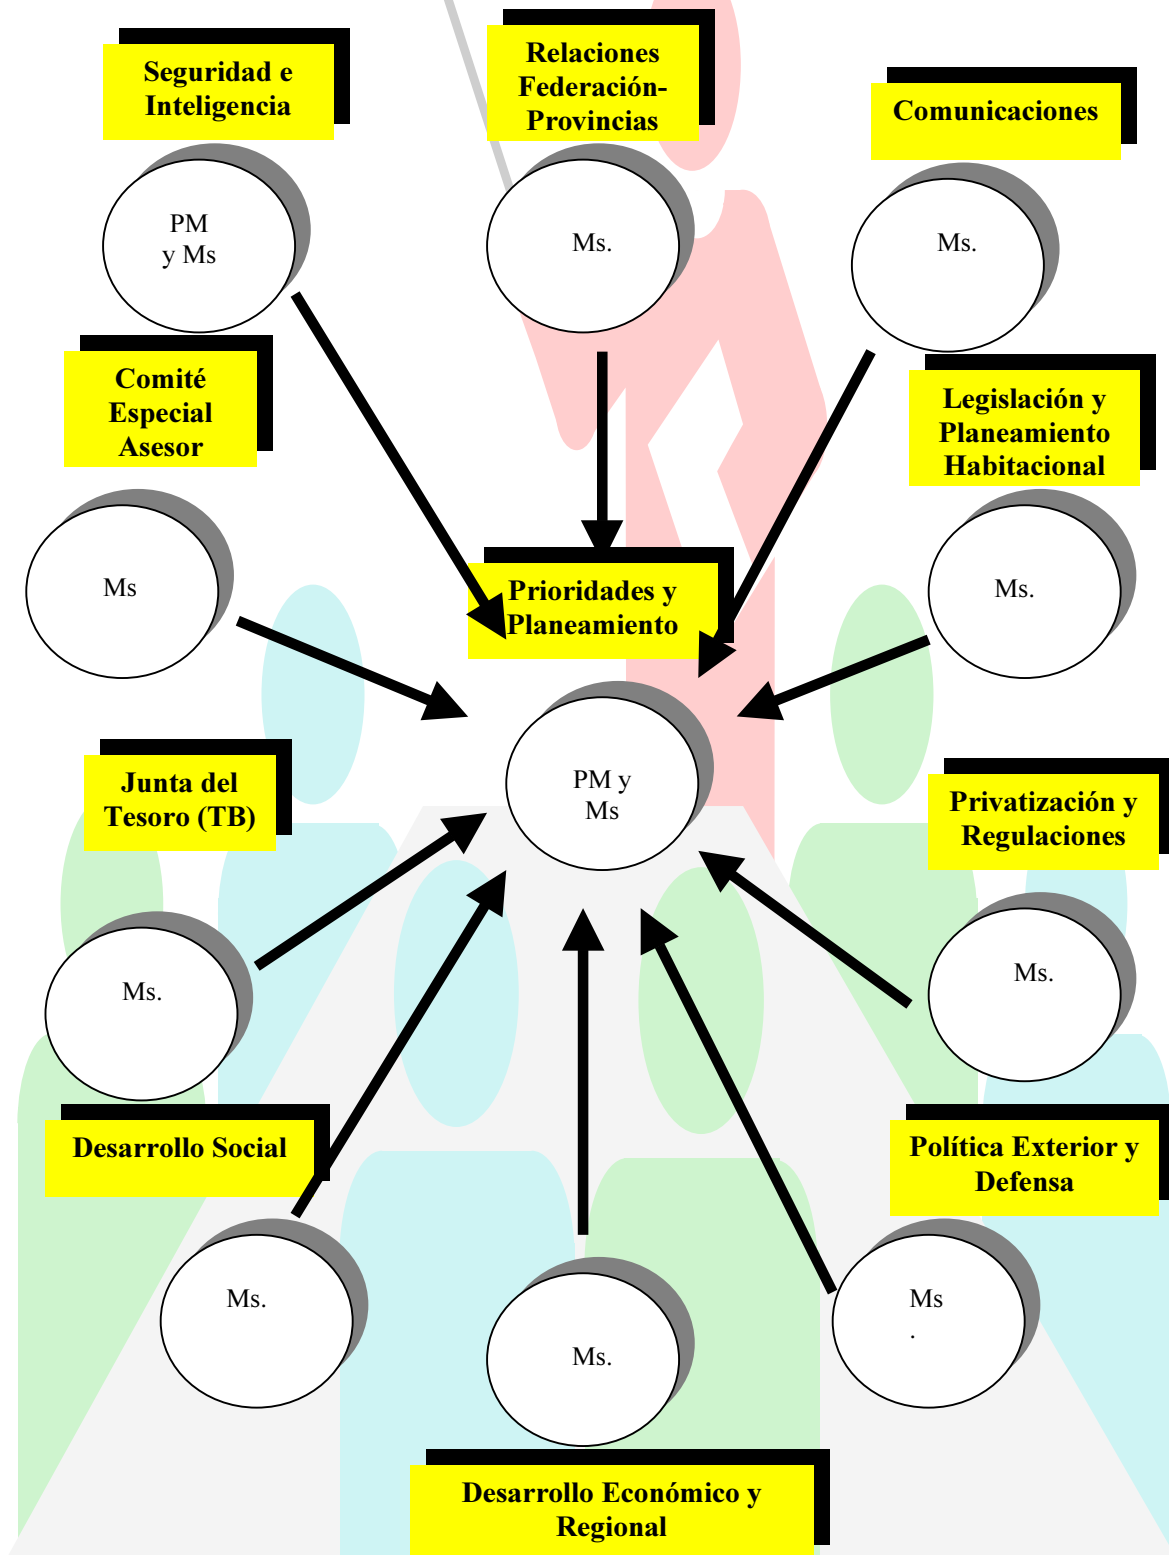 Seguridad e
Inteligencia
Relaciones
Federación-
Provincias
Comunicaciones
PM
y Ms
Ms.
Ms.
Comité
Especial
Asesor
Legislación y
Planeamiento
Habitacional
Ms
Ms.
Prioridades y
Planeamiento
PM y
Ms
Junta del
Tesoro (TB)
Privatización y
Regulaciones
Ms.
Ms.
Desarrollo Social
Política Exterior y
Defensa
Ms.
Ms.
Ms
.
Desarrollo Económico y
Regional